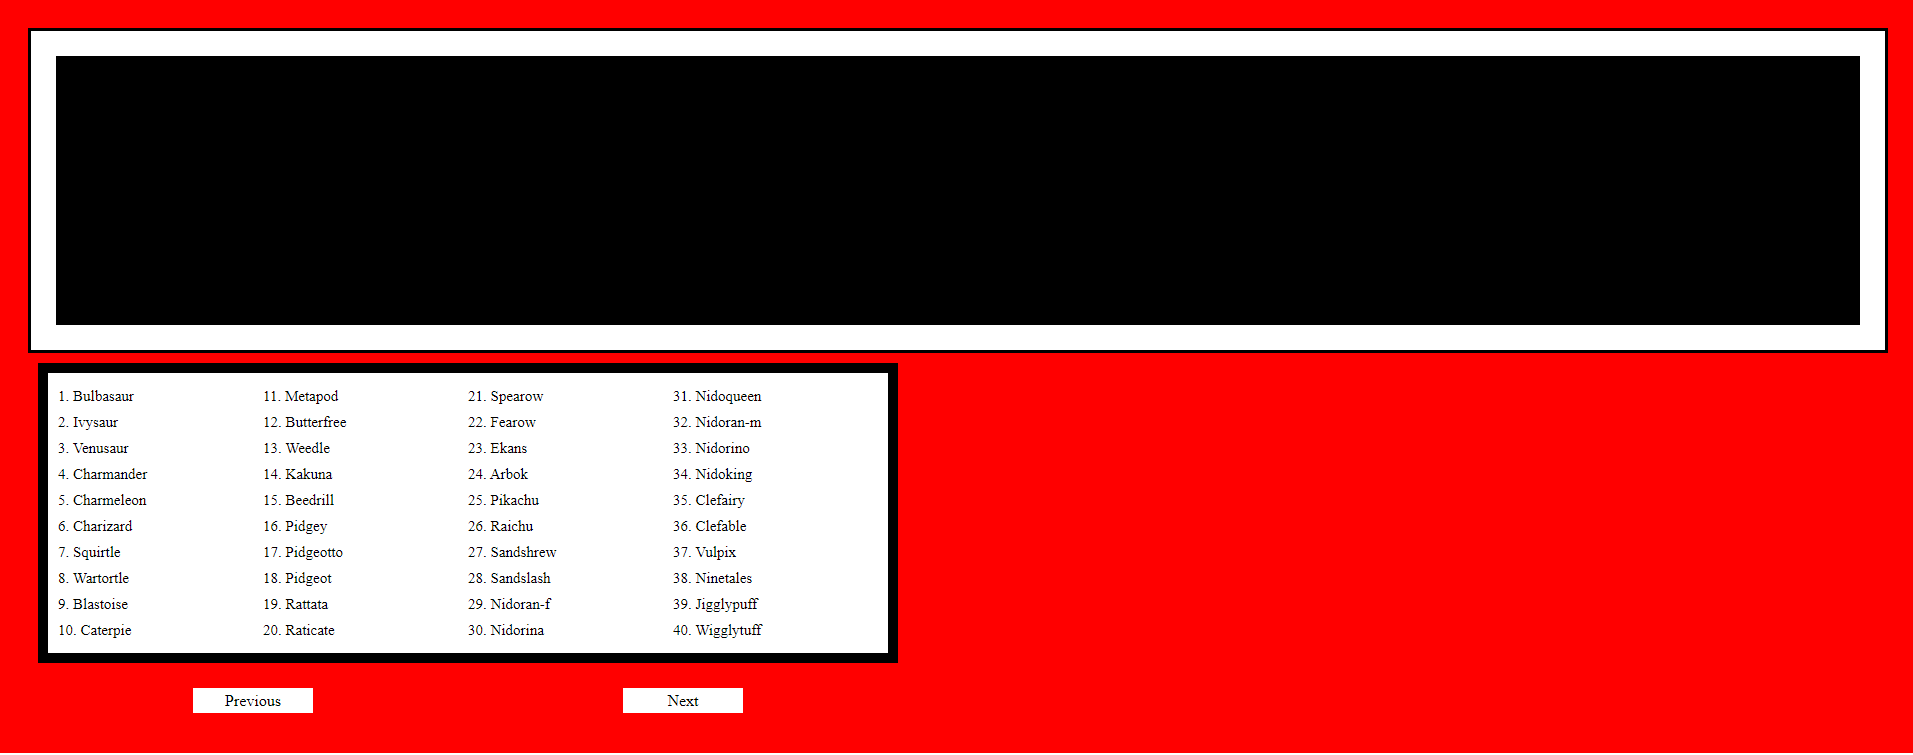 1. Bulbasaur
2. Ivysaur
3. Venusaur
4. Charmander
5. Charmeleon
6. Charizard
7. Squirtle
8. Wartortle
9. Blastoise
10. Caterpie
11. Metapod
12. Butterfree
13. Weedle
14. Kakuna
15. Beedrill
16. Pidgey
17. Pidgeotto
18. Pidgeot
19. Rattata
20. Raticate
21. Spearow
22. Fearow
23. Ekans
24. Arbok
25. Pikachu
26. Raichu
27. Sandshrew
28. Sandslash
29. Nidoran-f
30. Nidorina
31. Nidoqueen
32. Nidoran-m
33. Nidorino
34. Nidoking
35. Clefairy
36. Clefable
37. Vulpix
38. Ninetales
39. Jigglypuff
40. Wigglytuff
Previous
Next